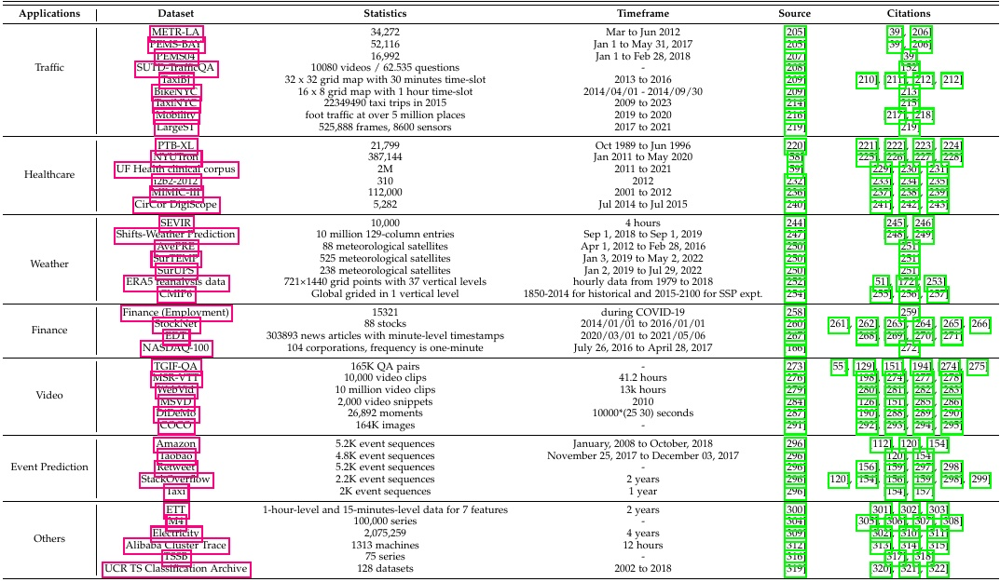 Applications Dataset Statistics Timeframe Source Citations
Traffic
METR-LA 34,272 Mar to Jun 2012 205] 39], 206]
PEMS-BAY 52,116 Jan 1 to May 31, 2017 205] 39], 206]
PEMS04 16,992 Jan 1 to Feb 28, 2018 207] 39]
SUTD-TrafficQA 10080 videos / 62.535 questions - 208] 152]
TaxiBJ 32 x 32 grid map with 30 minutes time-slot 2013 to 2016 209] 210], 211], 212], 212]
BikeNYC 16 x 8 grid map with 1 hour time-slot 2014/04/01 - 2014/09/30 209] 213]
TaxiNYC 22349490 taxi trips in 2015 2009 to 2023 214] 215]
Mobility foot traffic at over 5 million places 2019 to 2020 216] 217], 218]
LargeST 525,888 frames, 8600 sensors 2017 to 2021 219] 219]
Healthcare
PTB-XL 21,799 Oct 1989 to Jun 1996 220] 221], 222], 223], 224]
NYUTron 387,144 Jan 2011 to May 2020 58] 225], 226], 227], 228]
UF Health clinical corpus 2M 2011 to 2021 59] 229], 230], 231]
i2b2-2012 310 2012 232] 233], 234], 235]
MIMIC-III 112,000 2001 to 2012 236] 237], 238], 239]
CirCor DigiScope 5,282 Jul 2014 to Jul 2015 240] 241], 242], 243]
Weather
SEVIR 10,000 4 hours 244] 245], 246]
Shifts-Weather Prediction 10 million 129-column entries Sep 1, 2018 to Sep 1, 2019 247] 248], 249]
AvePRE 88 meteorological satellites Apr 1, 2012 to Feb 28, 2016 250] 251]
SurTEMP 525 meteorological satellites Jan 3, 2019 to May 2, 2022 250] 251]
SurUPS 238 meteorological satellites Jan 2, 2019 to Jul 29, 2022 250] 251]
ERA5 reanalysis data 721×1440 grid points with 37 vertical levels hourly data from 1979 to 2018 252] 51], 172], 253]
CMIP6 Global grided in 1 vertical level 1850-2014 for historical and 2015-2100 for SSP expt. 254] 255], 256], 257]
Finance
Finance (Employment) 15321 during COVID-19 258] 259]
StockNet 88 stocks 2014/01/01 to 2016/01/01 260] 261], 262], 263], 264], 265], 266]
EDT 303893 news articles with minute-level timestamps 2020/03/01 to 2021/05/06 267] 268], 269], 270], 271]
NASDAQ-100 104 corporations, frequency is one-minute July 26, 2016 to April 28, 2017 166] 272]
Video
TGIF-QA 165K QA pairs - 273] 55], 129], 151], 194], 274], 275]
MSR-VTT 10,000 video clips 41.2 hours 276] 198], 274], 277], 278]
WebVid 10 million video clips 13k hours 279] 280], 281], 282], 283]
MSVD 2,000 video snippets 2010 284] 126], 151], 285], 286]
DiDeMo 26,892 moments 10000*(25 30) seconds 287] 190], 288], 289], 290]
COCO 164K images - 291] 292], 293], 294], 295]
Event Prediction
Amazon 5.2K event sequences January, 2008 to October, 2018 296] 112], 120], 154]
Taobao 4.8K event sequences November 25, 2017 to December 03, 2017 296] 120], 154]
Retweet 5.2K event sequences - 296] 156], 159], 297], 298]
StackOverflow 2.2K event sequences 2 years 296] 120], 154], 156], 159], 298], 299]
Taxi 2K event sequences 1 year 296] 154], 157]
Others
ETT 1-hour-level and 15-minutes-level data for 7 features 2 years 300] 301], 302], 303]
M4 100,000 series - 304] 305], 306], 307], 308]
Electricity 2,075,259 4 years 309] 302], 310], 311]
Alibaba Cluster Trace 1313 machines 12 hours 312] 313], 314], 315]
TSSB 75 series - 316] 317], 318]
UCR TS Classification Archive 128 datasets 2002 to 2018 319] 320], 321], 322]